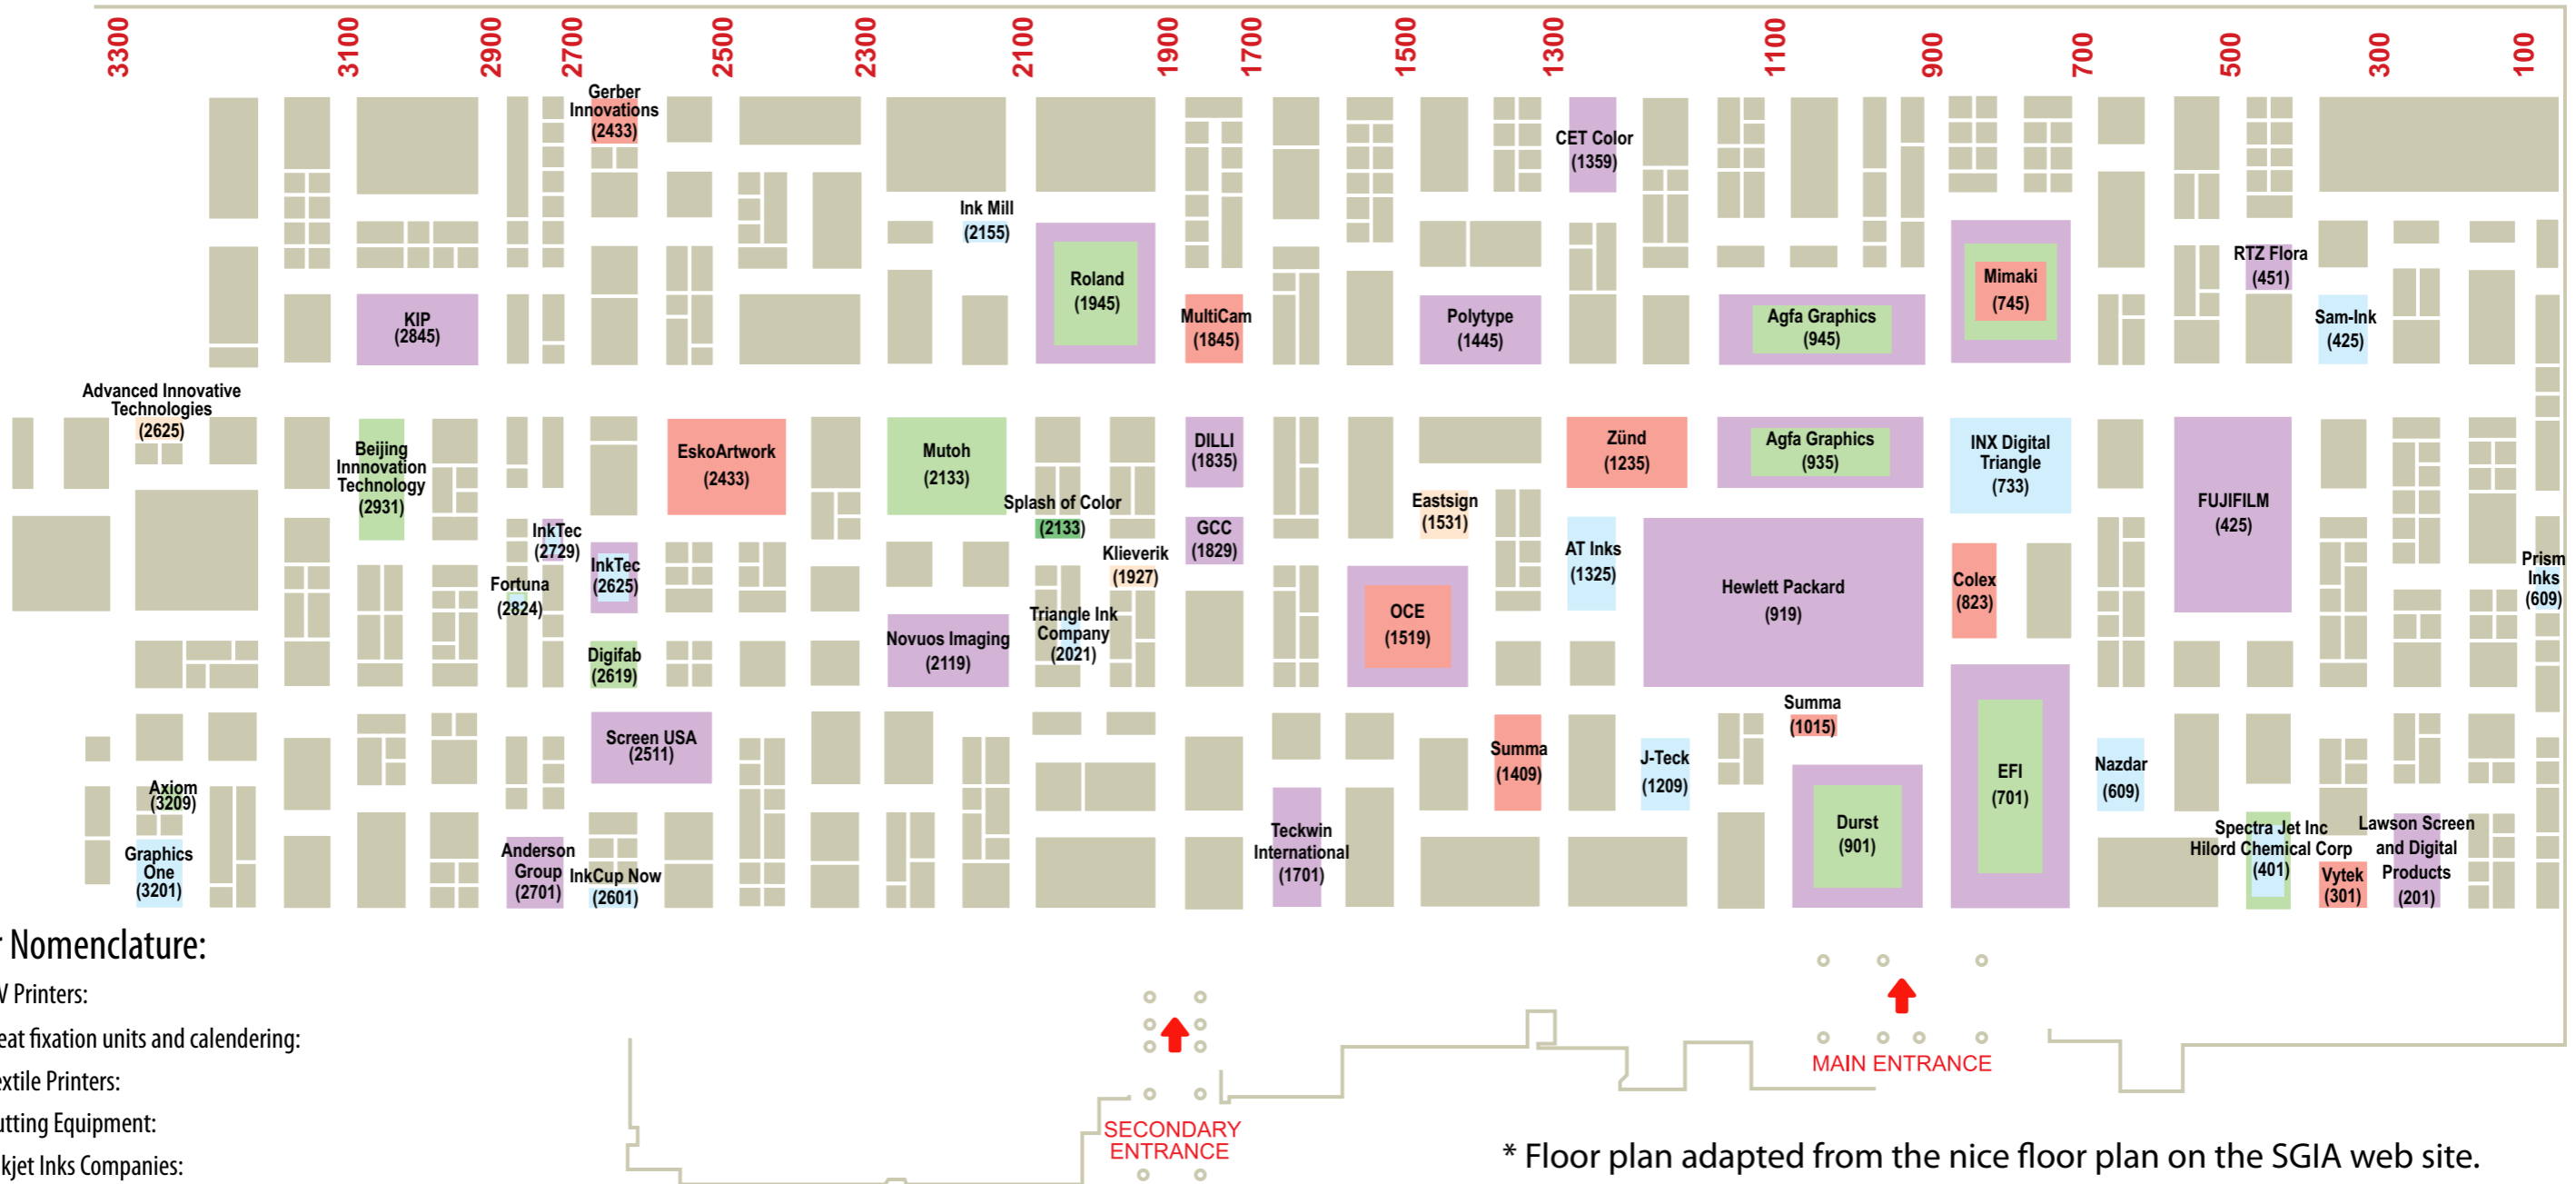 3300
3100
2900
2700
2500
2300
2100
1900
1700
1500
1300
1100
900
700
500
300
100
Gerber
Innovations
(2433)
CET Color
(1359)
Ink Mill
(2155)
Roland
(1945)
Mimaki
(745)
RTZ Flora
(451)
KIP
(2845)
MultiCam
(1845)
Polytype
(1445)
Agfa Graphics
(945)
Sam-Ink
(425)
Advanced Innovative
Technologies
(2625)
Beijing
Innnovation
Technology
(2931)
EskoArtwork
(2433)
Mutoh
(2133)
DILLI
(1835)
Zünd
(1235)
Agfa Graphics
(935)
INX Digital
Triangle
(733)
FUJIFILM
(425)
Splash of Color
(2133)
Eastsign
(1531)
InkTec
(2729)
GCC
(1829)
InkTec
(2625)
Klieverik
(1927)
AT Inks
(1325)
Hewlett Packard
(919)
Colex
(823)
Prism
Inks
(609)
Fortuna
(2824)
OCE
(1519)
Triangle Ink
Company
(2021)
Novuos Imaging
(2119)
Digifab
(2619)
Summa
(1015)
Screen USA
(2511)
Summa
(1409)
J-Teck
(1209)
EFI
(701)
Nazdar
(609)
Axiom
(3209)
Durst
(901)
Teckwin
International
(1701)
Spectra Jet Inc
Hilord Chemical Corp
(401)
Lawson Screen
and Digital
Products
(201)
Graphics
One
(3201)
Anderson
Group
(2701)
InkCup Now
(2601)
Vytek
(301)
r Nomenclature:
V Printers:
eat fixation units and calendering:
extile Printers:
utting Equipment:
kjet Inks Companies:
MAIN ENTRANCE
SECONDARY
ENTRANCE
* Floor plan adapted from the nice floor plan on the SGIA web site.